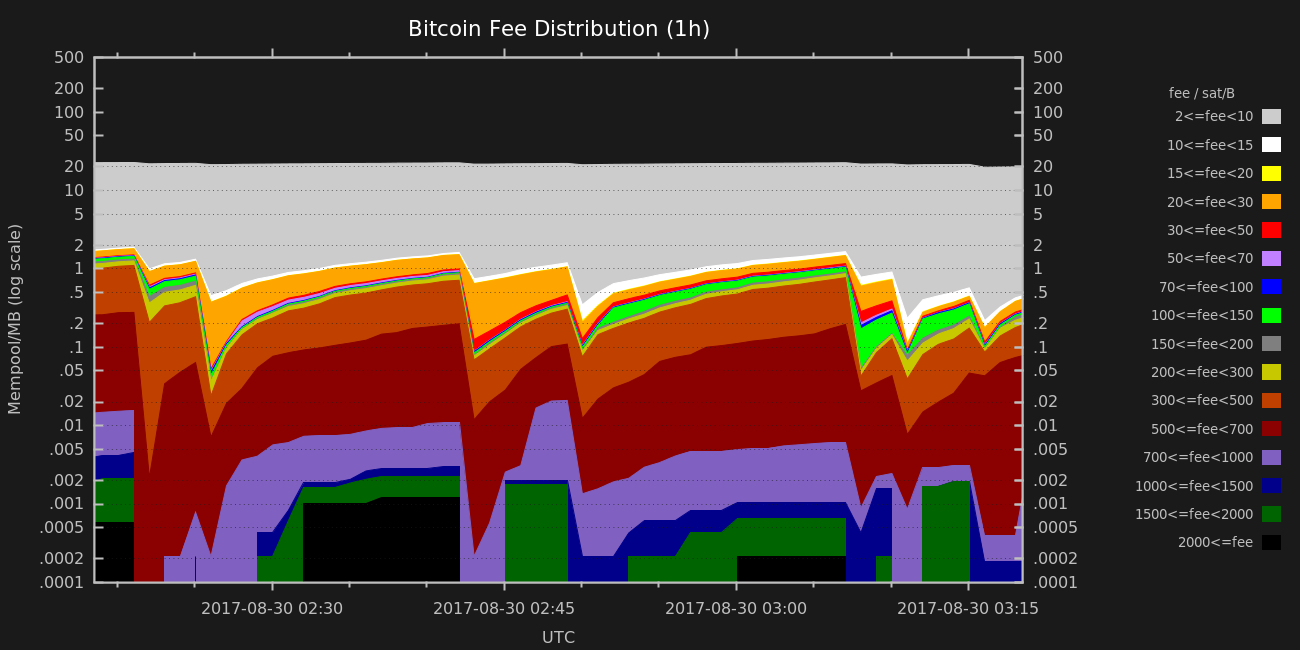 Bitcoin Fee Distribution (1h)
500
200
100
50
20
10
5
2
1
.5
.2
.1
.05
.02
.01
.005
.002
.001
.0005
.0002
.0001
Mempool/MB (log scale)
500
200
100
50
20
10
5
2
1
.5
.2
.1
.05
.02
.01
.005
.002
.001
.0005
.0002
.0001
2017-08-30 02:30
2017-08-30 02:45
2017-08-30 03:00
2017-08-30 03:15
UTC
fee / sat/B
2<=fee<10
10<=fee<15
15<=fee<20
20<=fee<30
30<=fee<50
50<=fee<70
70<=fee<100
100<=fee<150
150<=fee<200
200<=fee<300
300<=fee<500
500<=fee<700
700<=fee<1000
1000<=fee<1500
1500<=fee<2000
2000<=fee